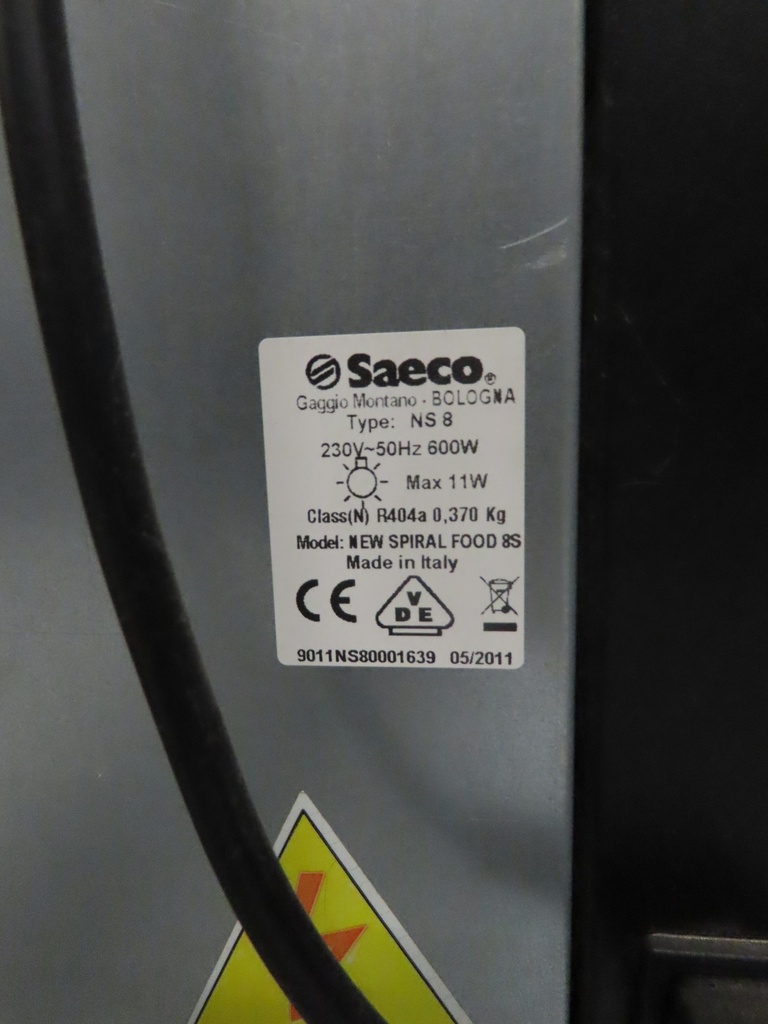 Saeco®
Gaggio Montano - BOLOGNA
Type: NS 8
230V~50Hz 600W
Max 11W
Class(N) R404a 0,370 Kg
Model: NEW SPIRAL FOOD 8S
Made in Italy
CE
V
DE
9011NS80001639 05/2011